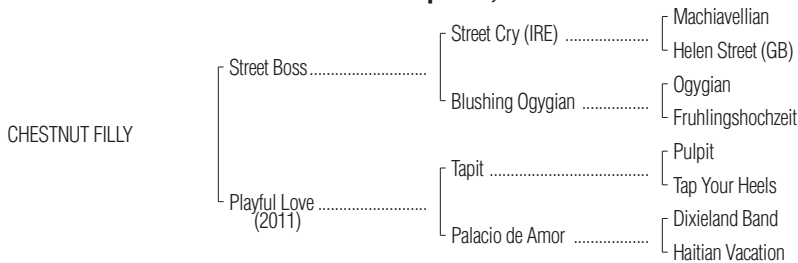 Machiavellian
Street Cry (IRE) ..................
Helen Street (GB)
Street Boss............................
Ogygian
Blushing Ogygian ................
Fruhlingshochzeit
CHESTNUT FILLY
Pulpit
Tapit ......................................
Tap Your Heels
Playful Love ..........................
(2011)
Dixieland Band
Palacio de Amor ..................
Haitian Vacation